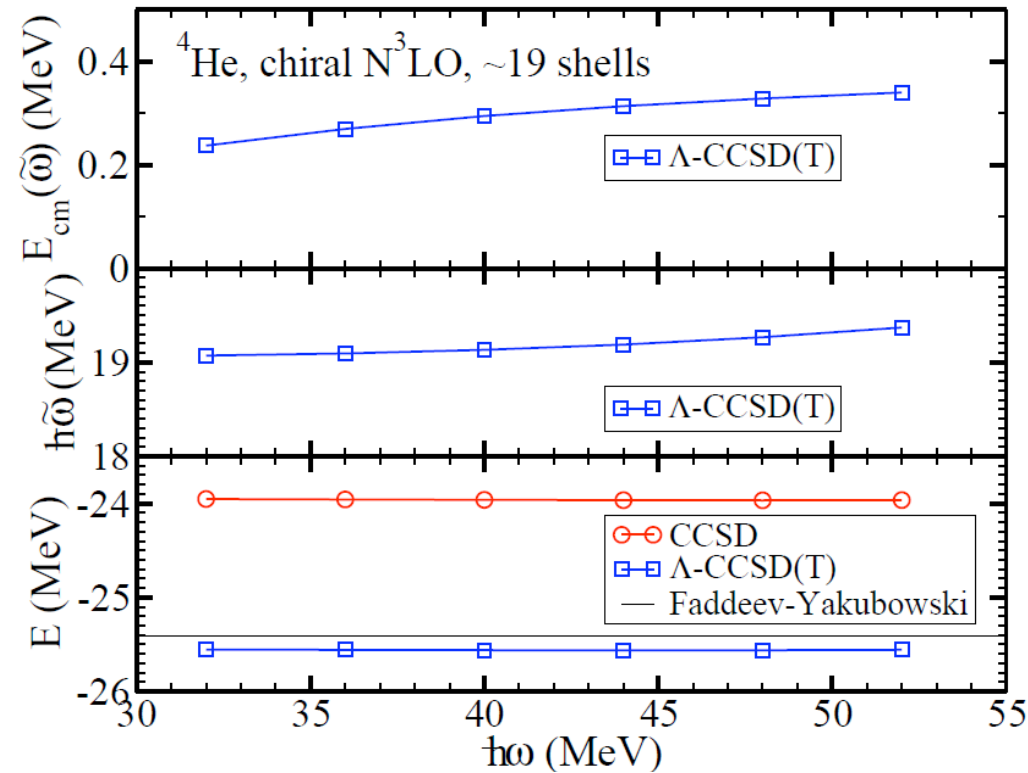 ⁴He, chiral N³LO, ~19 shells
E_cm(ω̃) (MeV)
0.4
0.2
0
Λ-CCSD(T)
ħω̃ (MeV)
19
18
Λ-CCSD(T)
E (MeV)
-24
-25
-26
CCSD
Λ-CCSD(T)
Faddeev-Yakubowski
30 35 40 45 50 55
ħω (MeV)